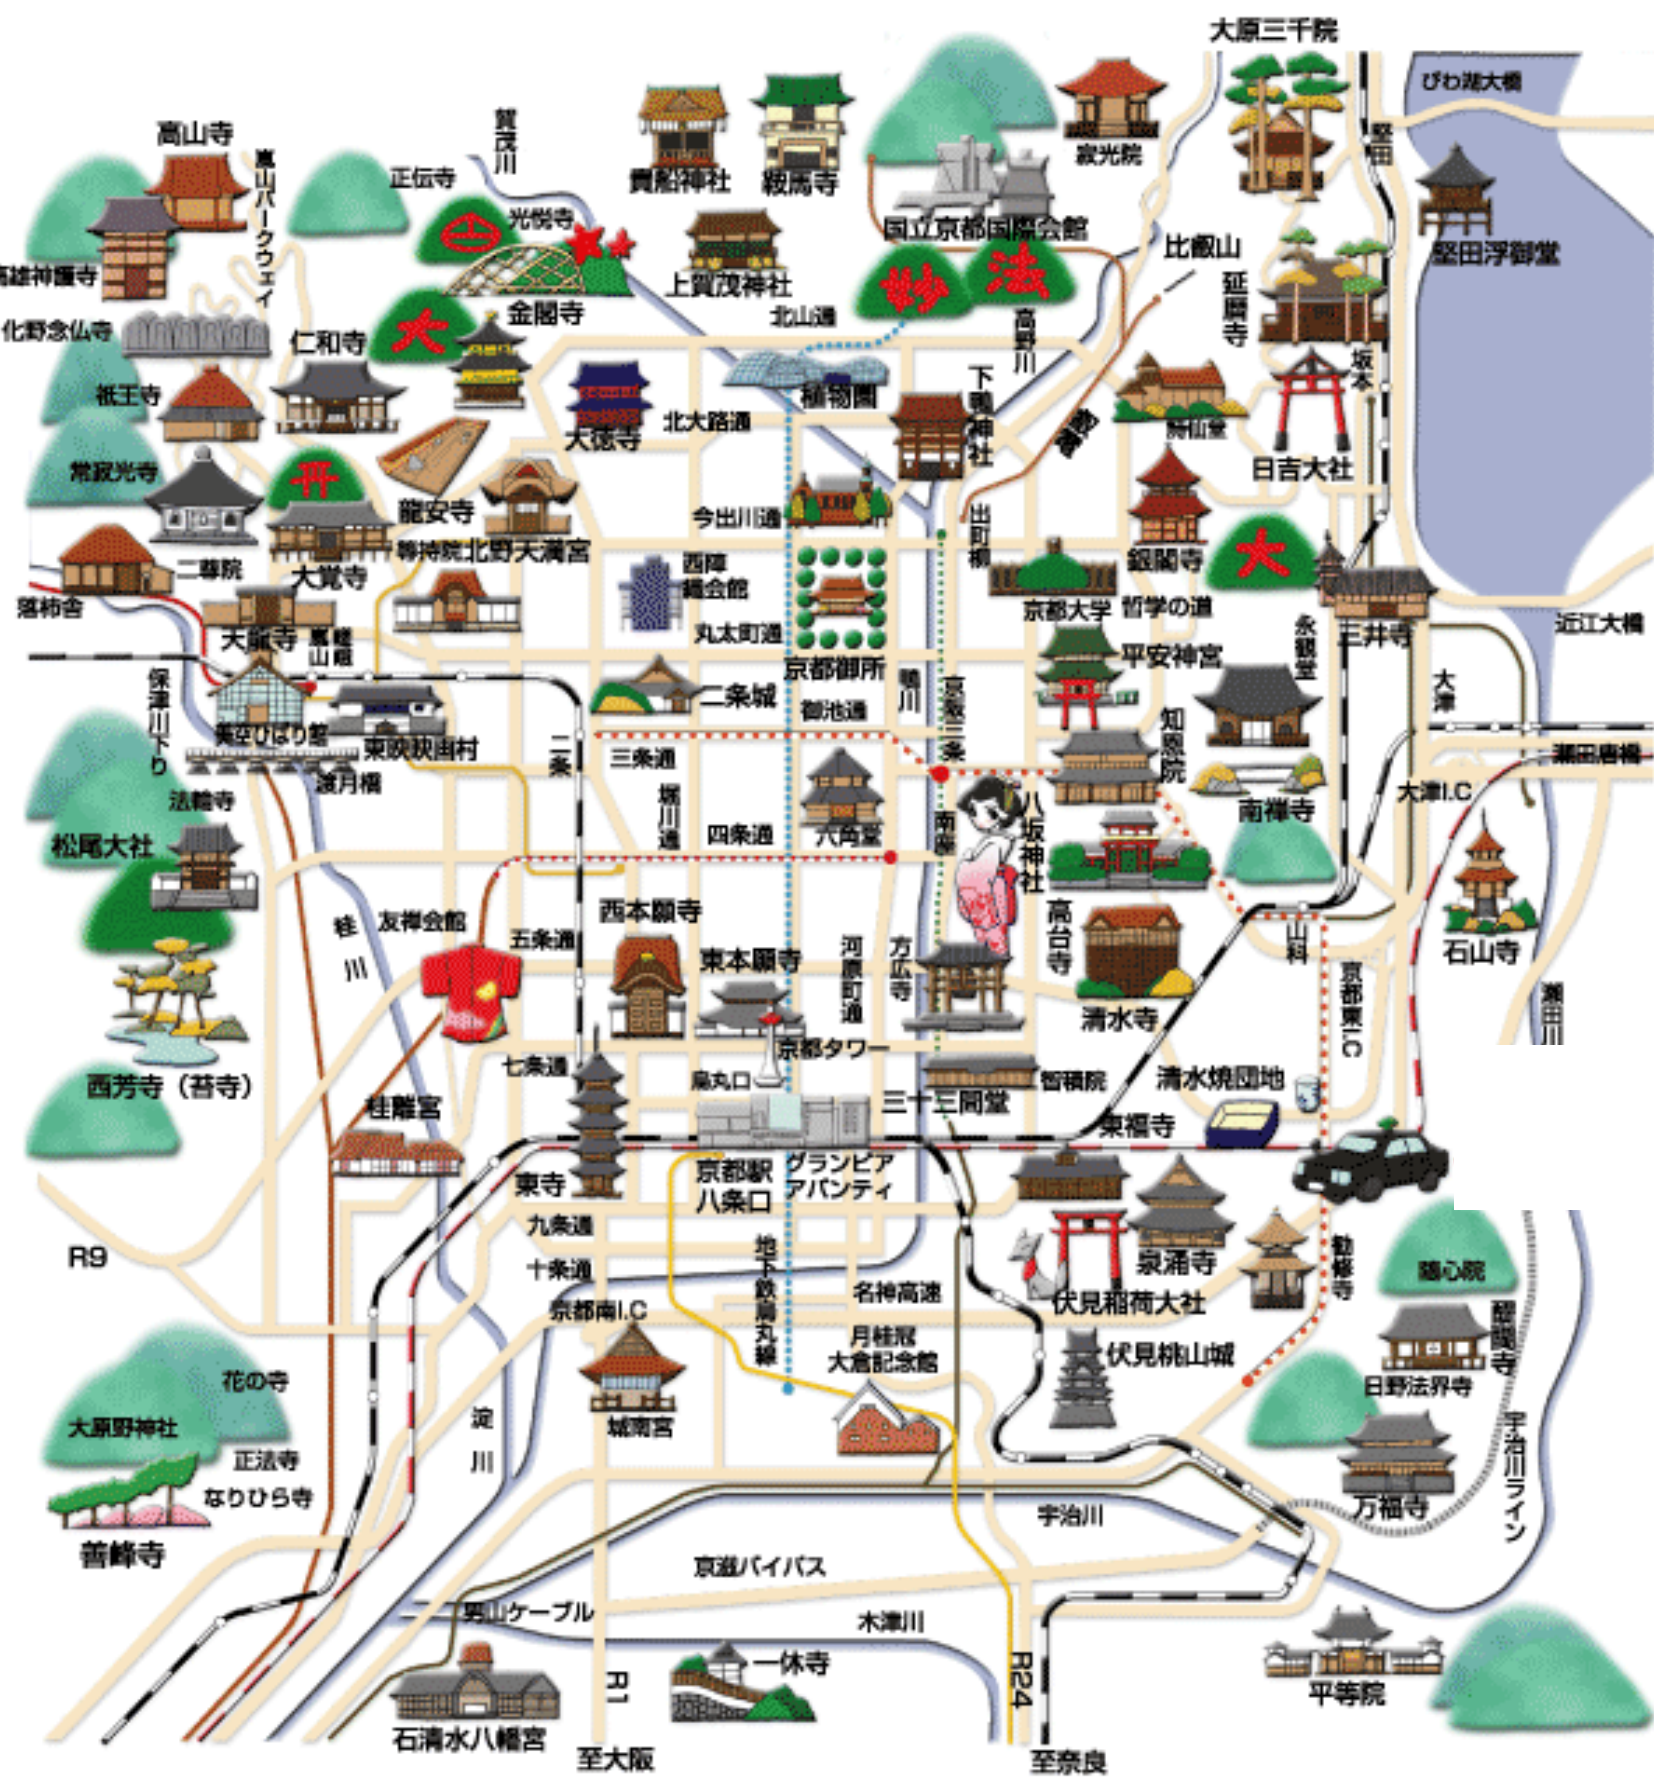 大原三千院
びわ湖大橋
賀茂川
高山寺
嵐山パークウェイ
正伝寺
貴船神社
鞍馬寺
寂光院
堅田
光悦寺
国立京都国際会館
比叡山
堅田浮御堂
高雄神護寺
上賀茂神社
妙
法
延暦寺
化野念仏寺
仁和寺
大
金閣寺
北山通
高野川
坂本
祇王寺
大徳寺
北大路通
植物園
下鴨神社
叡電
詩仙堂
日吉大社
常寂光寺
龍安寺
今出川通
出町柳
銀閣寺
大
二尊院
大覚寺
等持院
北野天満宮
西陣
織会館
京都大学
哲学の道
落柿舎
天龍寺
嵯峨
嵐山
丸太町通
京都御所
平安神宮
永観堂
三井寺
近江大橋
保津川下り
美空ひばり館
東映映画村
二条城
御池通
鴨川
京阪三条
知恩院
大津
二条
三条通
瀬田唐橋
渡月橋
法輪寺
堀川通
六角堂
南座
八坂神社
南禅寺
大津I.C
松尾大社
四条通
桂川
友禅会館
西本願寺
五条通
東本願寺
河原町通
方広寺
高台寺
清水寺
山科
京都東I.C
石山寺
瀬田川
西芳寺（苔寺）
七条通
京都タワー
烏丸口
智積院
清水焼団地
桂離宮
三十三間堂
東福寺
東寺
京都駅
八条口
グランビア
アバンティ
九条通
R9
十条通
地下鉄烏丸線
名神高速
泉涌寺
伏見稲荷大社
勧修寺
随心院
京都南I.C
月桂冠
大倉記念館
伏見桃山城
醍醐寺
日野法界寺
花の寺
大原野神社
淀川
城南宮
宇治川ライン
正法寺
なりひら寺
万福寺
善峰寺
宇治川
京滋バイパス
男山ケーブル
木津川
一休寺
R1
R24
平等院
石清水八幡宮
至大阪
至奈良